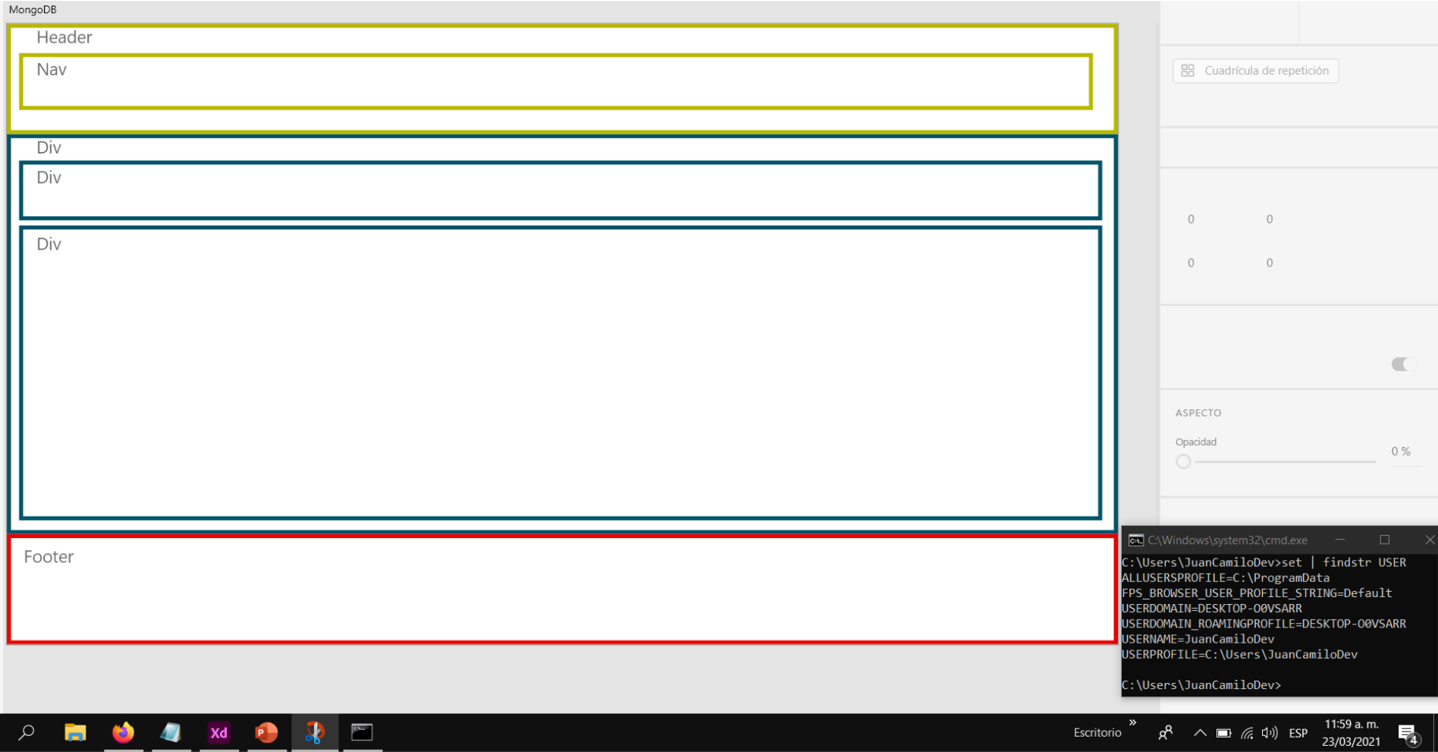 MongoDB
Header
Nav
Div
Div
Div
Footer
Cuadrícula de repetición
0 0
0 0
ASPECTO
Opacidad
0 %
C:\Windows\system32\cmd.exe
C:\Users\JuanCamiloDev>set | findstr USER
ALLUSERSPROFILE=C:\ProgramData
FPS_BROWSER_USER_PROFILE_STRING=Default
USERDOMAIN=DESKTOP-O0VSARR
USERDOMAIN_ROAMINGPROFILE=DESKTOP-O0VSARR
USERNAME=JuanCamiloDev
USERPROFILE=C:\Users\JuanCamiloDev
C:\Users\JuanCamiloDev>
Xd
P
Escritorio
ESP
11:59 a. m.
23/03/2021
4